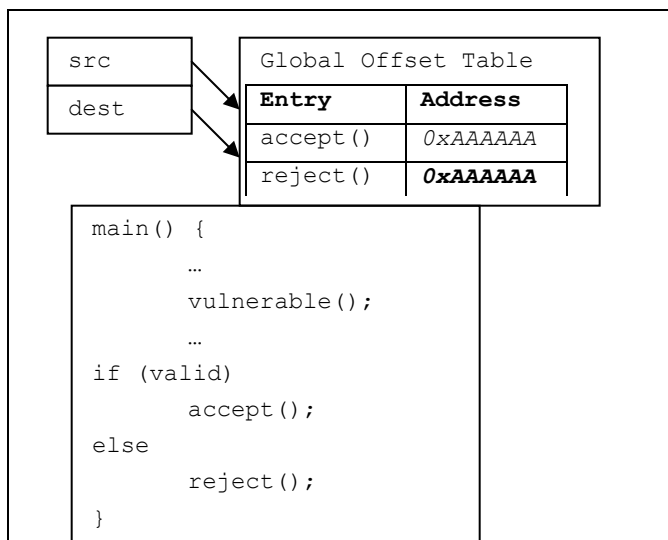 src
dest
Global Offset Table
Entry Address
accept() 0xAAAAAA
reject() 0xAAAAAA
main() {
…
vulnerable();
…
if (valid)
accept();
else
reject();
}